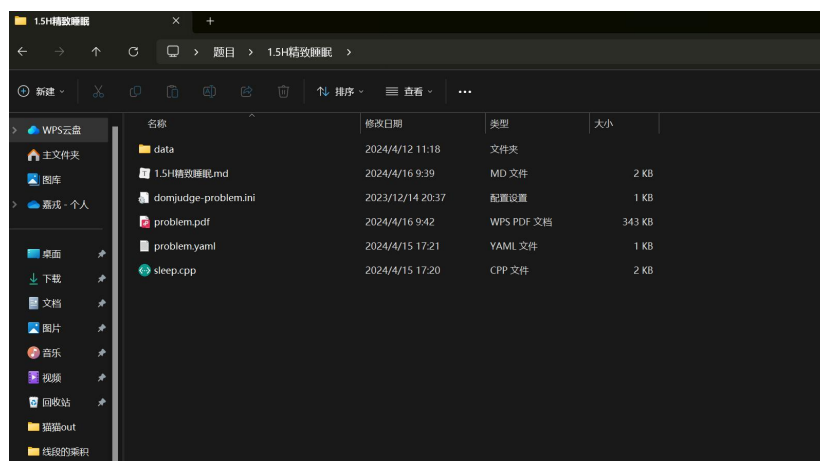 1.5H精致睡眠
题目 > 1.5H精致睡眠 >
新建 排序 查看 ...
名称 修改日期 类型 大小
WPS云盘
主文件夹
图库
嘉戎 - 个人
桌面
下载
文档
图片
音乐
视频
回收站
猫猫out
线段的乘积
data 2024/4/12 11:18 文件夹
1.5H精致睡眠.md 2024/4/16 9:39 MD 文件 2 KB
domjudge-problem.ini 2023/12/14 20:37 配置设置 1 KB
problem.pdf 2024/4/16 9:42 WPS PDF 文档 343 KB
problem.yaml 2024/4/15 17:21 YAML 文件 1 KB
sleep.cpp 2024/4/15 17:20 CPP 文件 2 KB